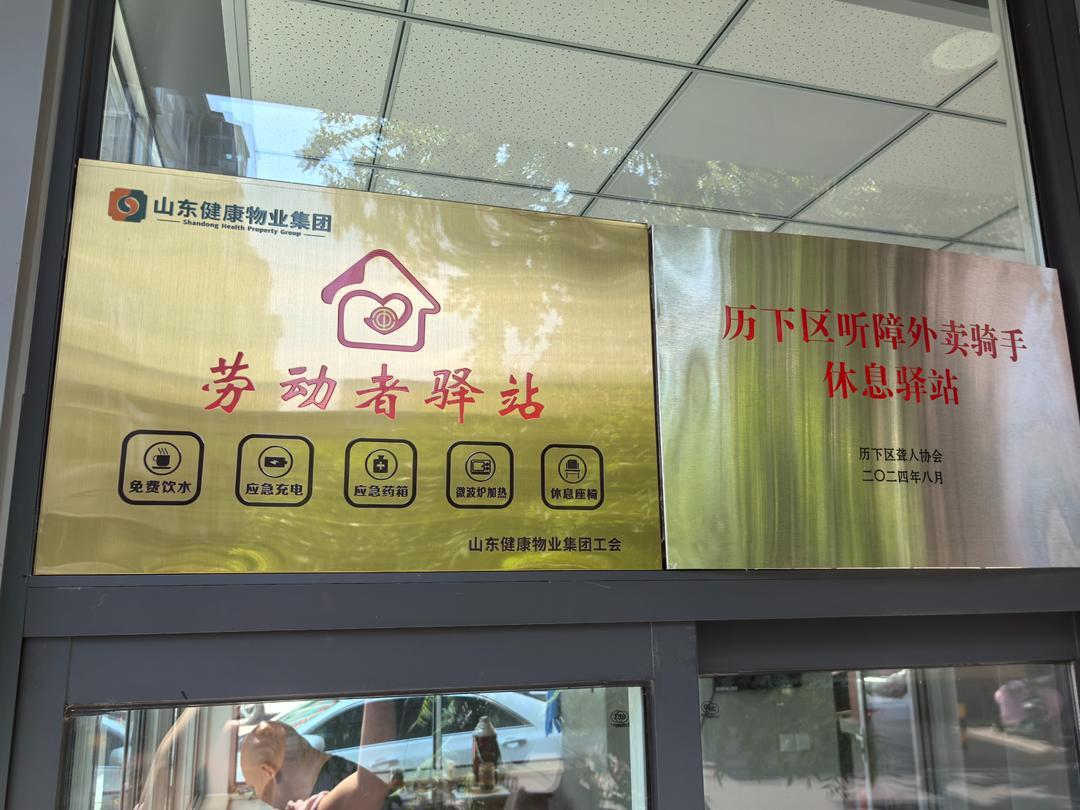 山东健康物业集团
Shandong Health Property Group
劳动者驿站
免费饮水
应急充电
应急药箱
微波炉加热
休息座椅
山东健康物业集团工会
历下区听障外卖骑手
休息驿站
历下区聋人协会
二〇二四年八月